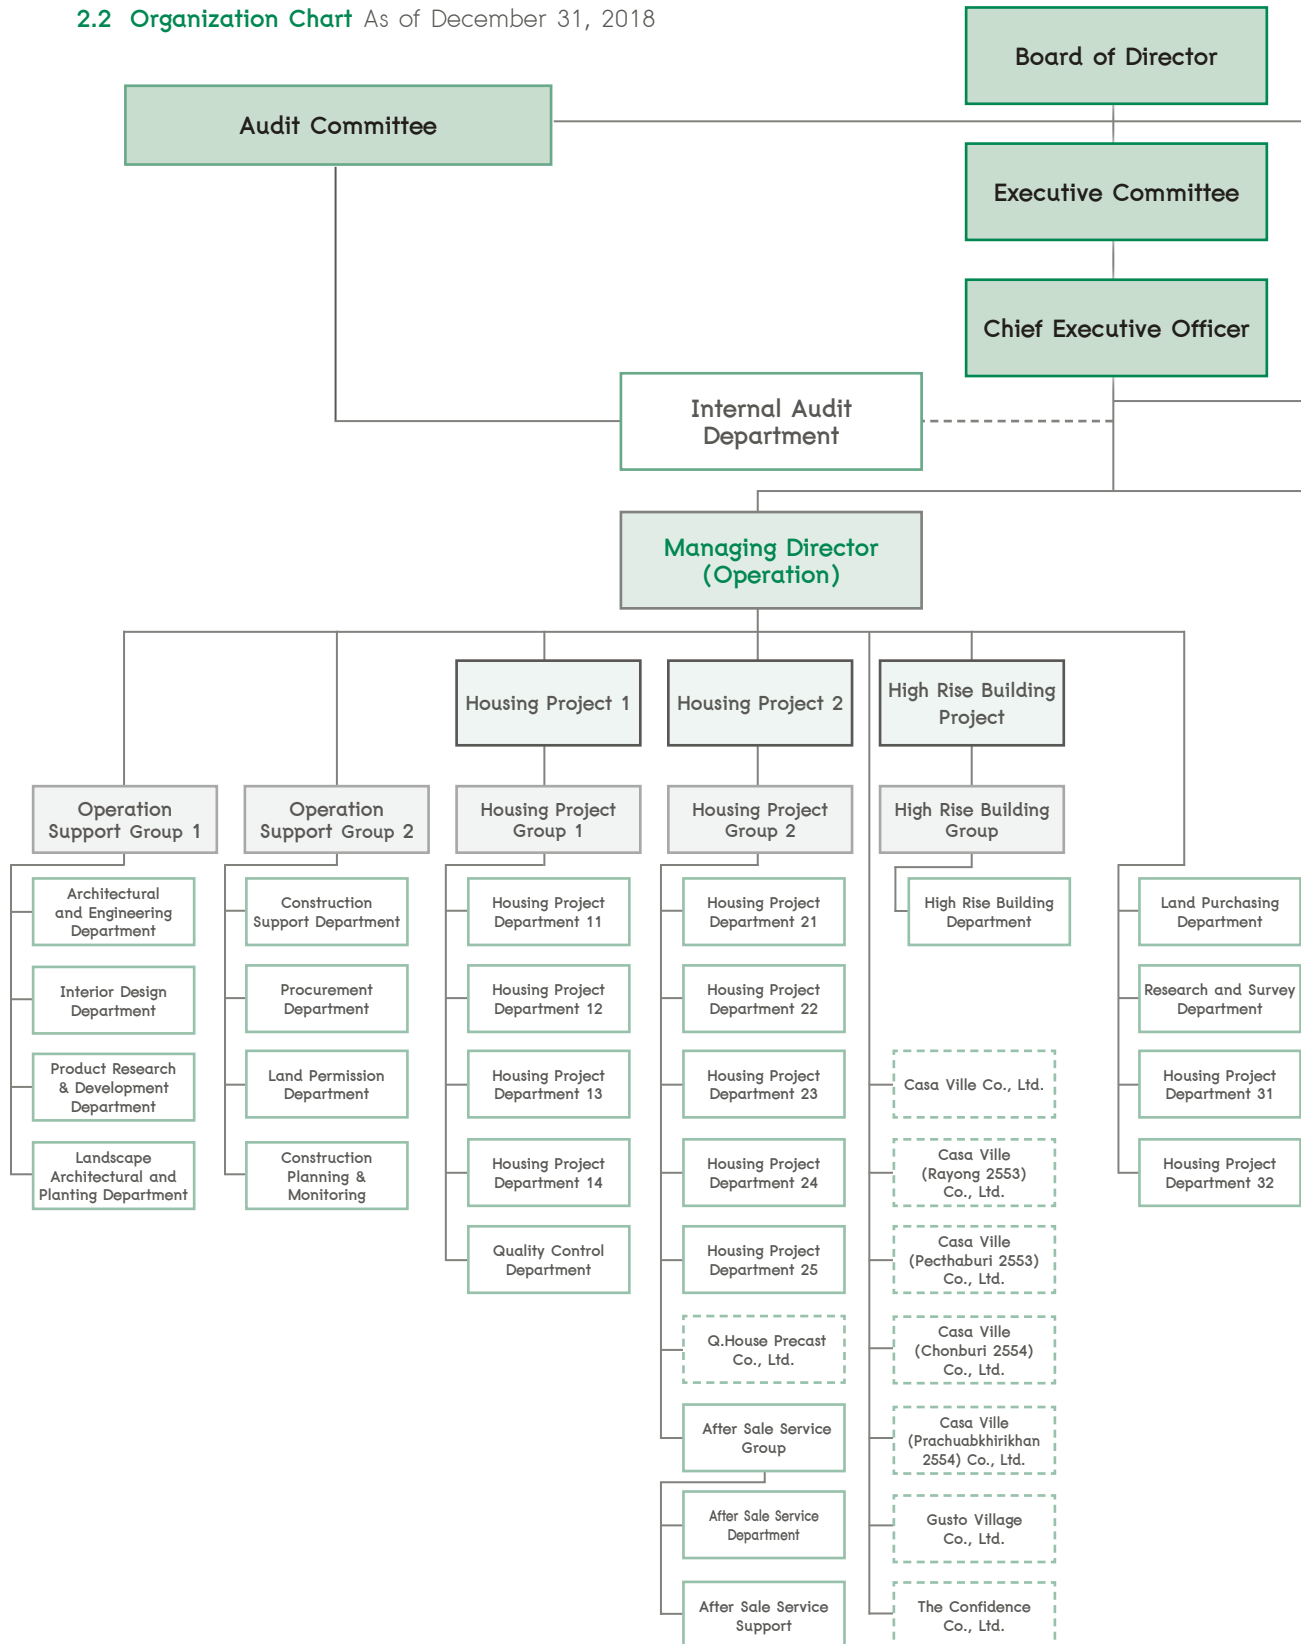 2.2 Organization Chart As of December 31, 2018
Board of Director
Audit Committee
Executive Committee
Chief Executive Officer
Internal Audit
Department
Managing Director
(Operation)
Housing Project 1
Housing Project 2
High Rise Building
Project
Operation
Support Group 1
Operation
Support Group 2
Housing Project
Group 1
Housing Project
Group 2
High Rise Building
Group
Architectural
and Engineering
Department
Interior Design
Department
Product Research
& Development
Department
Landscape
Architectural and
Planting Department
Construction
Support Department
Procurement
Department
Land Permission
Department
Construction
Planning &
Monitoring
Housing Project
Department 11
Housing Project
Department 12
Housing Project
Department 13
Housing Project
Department 14
Quality Control
Department
Housing Project
Department 21
Housing Project
Department 22
Housing Project
Department 23
Housing Project
Department 24
Housing Project
Department 25
Q.House Precast
Co., Ltd.
After Sale Service
Group
After Sale Service
Department
After Sale Service
Support
High Rise Building
Department
Casa Ville Co., Ltd.
Casa Ville
(Rayong 2553)
Co., Ltd.
Casa Ville
(Pecthaburi 2553)
Co., Ltd.
Casa Ville
(Chonburi 2554)
Co., Ltd.
Casa Ville
(Prachuabkhirikhan
2554) Co., Ltd.
Gusto Village
Co., Ltd.
The Confidence
Co., Ltd.
Land Purchasing
Department
Research and Survey
Department
Housing Project
Department 31
Housing Project
Department 32